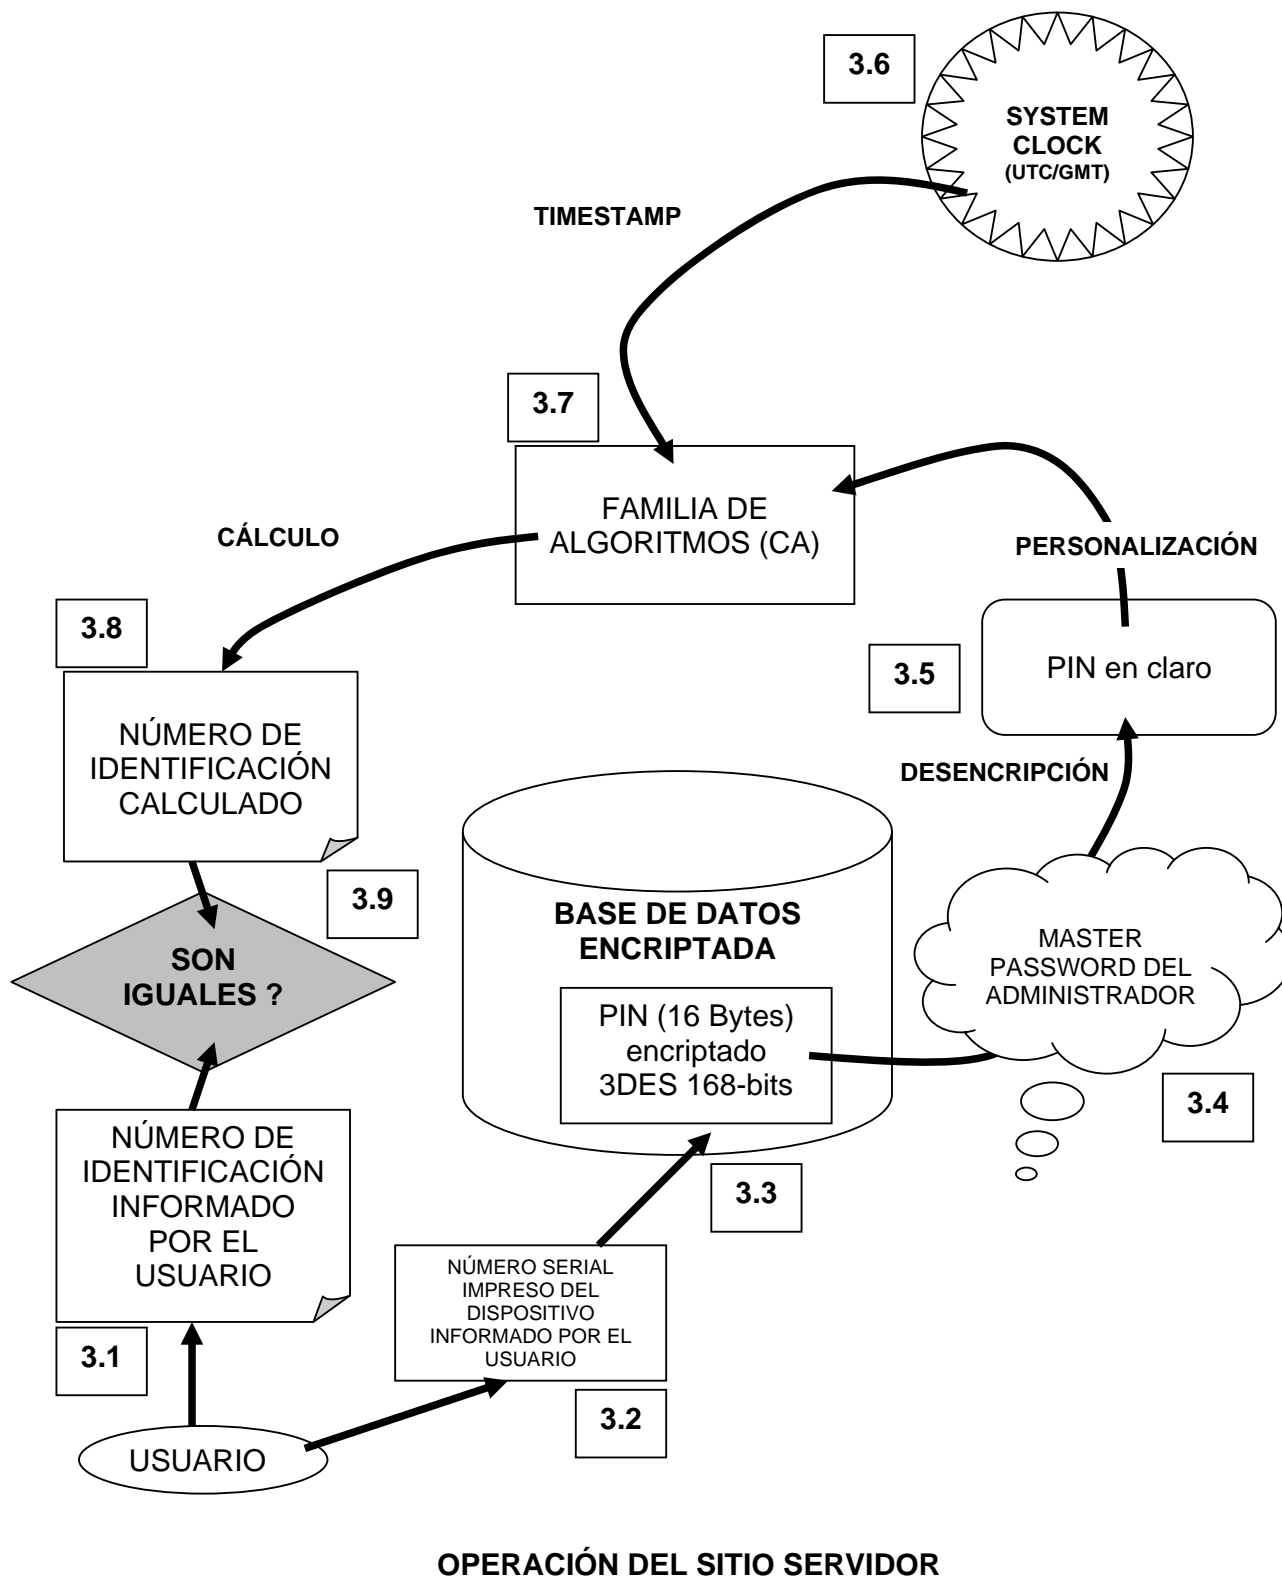 3.6
SYSTEM
CLOCK
(UTC/GMT)
TIMESTAMP
3.7
FAMILIA DE
ALGORITMOS (CA)
CÁLCULO
PERSONALIZACIÓN
3.8
3.5
PIN en claro
NÚMERO DE
IDENTIFICACIÓN
CALCULADO
DESENCRIPCIÓN
3.9
BASE DE DATOS
ENCRIPTADA
SON
IGUALES ?
MASTER
PASSWORD DEL
ADMINISTRADOR
PIN (16 Bytes)
encriptado
3DES 168-bits
3.4
NÚMERO DE
IDENTIFICACIÓN
INFORMADO
POR EL
USUARIO
3.3
NÚMERO SERIAL
IMPRESO DEL
DISPOSITIVO
INFORMADO POR EL
USUARIO
3.1
3.2
USUARIO
OPERACIÓN DEL SITIO SERVIDOR